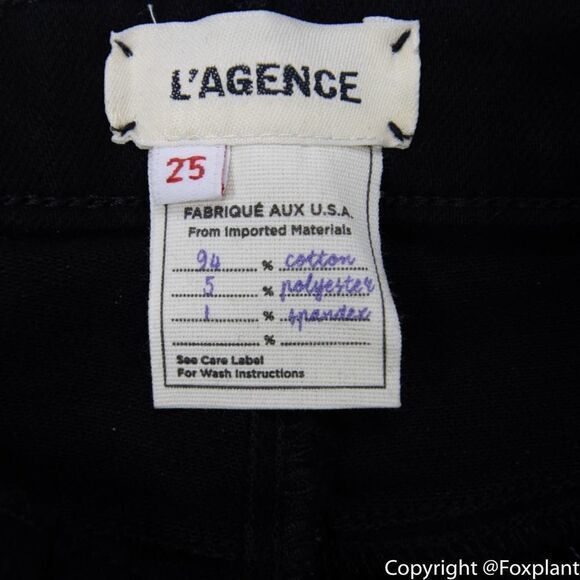 L'AGENCE
25
FABRIQUÉ AUX U.S.A.
From Imported Materials
94 % cotton
5 % polyester
1 % spandex
%
See Care Label
For Wash Instructions
Copyright @Foxplant